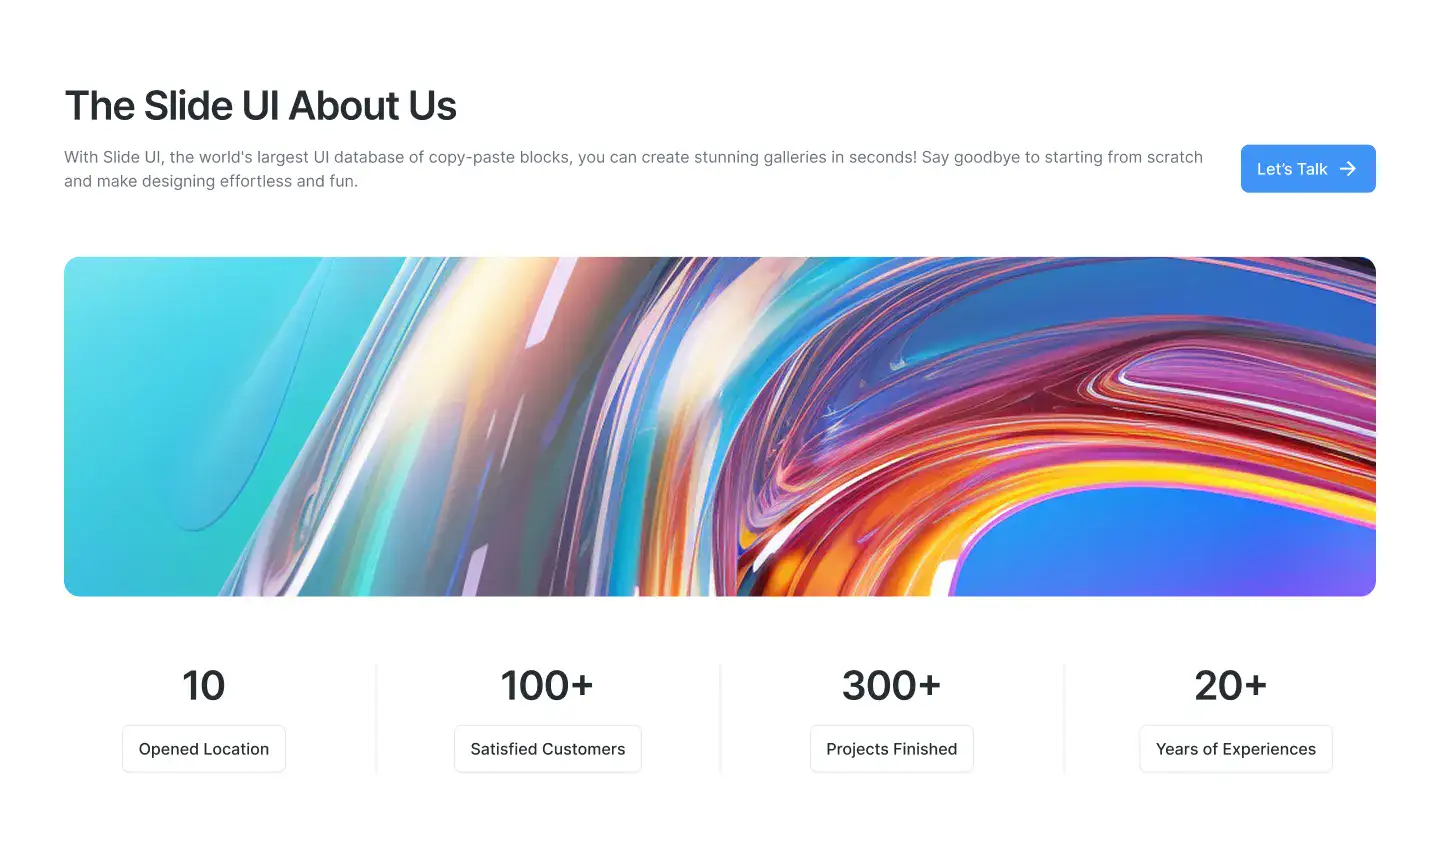 The Slide UI About Us
With Slide UI, the world's largest UI database of copy-paste blocks, you can create stunning galleries in seconds! Say goodbye to starting from scratch
and make designing effortless and fun.
Let’s Talk
10
Opened Location
100+
Satisfied Customers
300+
Projects Finished
20+
Years of Experiences